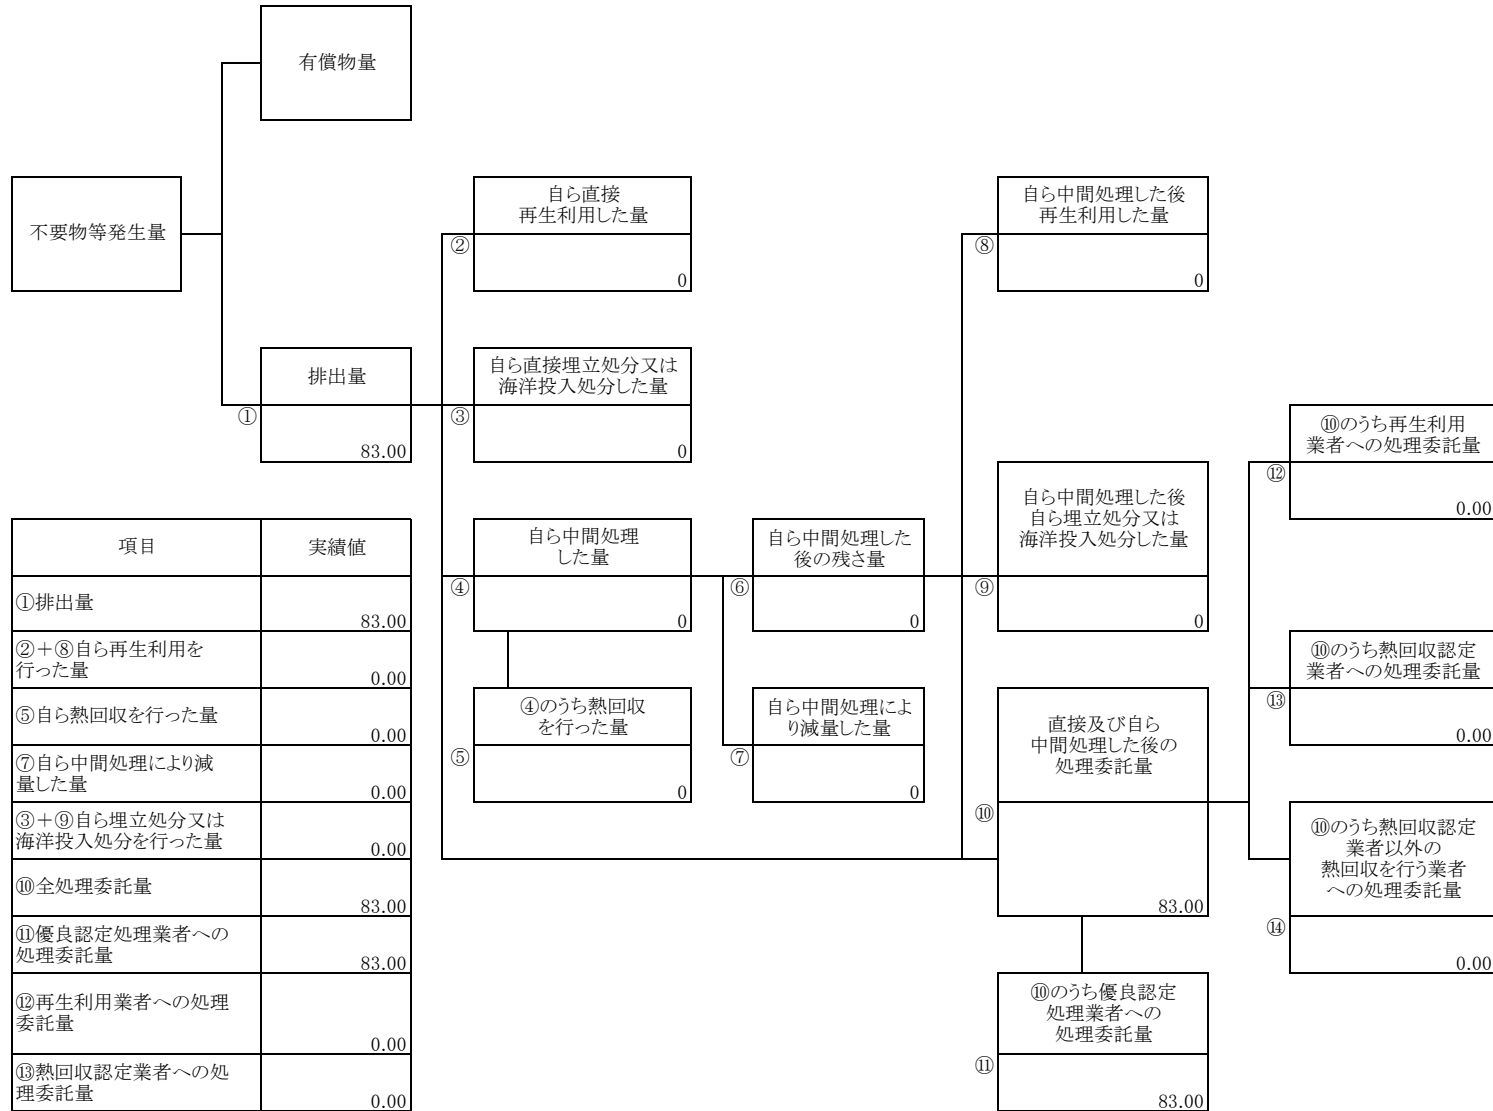 有償物量
不要物等発生量
自ら直接
再生利用した量
②
0
自ら中間処理した後
再生利用した量
⑧
0
排出量
①
83.00
自ら直接埋立処分又は
海洋投入処分した量
③
0
⑩のうち再生利用
業者への処理委託量
⑫
0.00
自ら中間処理した後
自ら埋立処分又は
海洋投入処分した量
⑨
0
自ら中間処理
した量
④
0
自ら中間処理した
後の残さ量
⑥
0
④のうち熱回収
を行った量
⑤
0
自ら中間処理によ
り減量した量
⑦
0
直接及び自ら
中間処理した後の
処理委託量
⑩
83.00
⑩のうち熱回収認定
業者への処理委託量
⑬
0.00
⑩のうち熱回収認定
業者以外の
熱回収を行う業者
への処理委託量
⑭
0.00
⑩のうち優良認定
処理業者への
処理委託量
⑪
83.00
項目
実績値
①排出量
83.00
②+⑧自ら再生利用を
行った量
0.00
⑤自ら熱回収を行った量
0.00
⑦自ら中間処理により減
量した量
0.00
③+⑨自ら埋立処分又は
海洋投入処分を行った量
0.00
⑩全処理委託量
83.00
⑪優良認定処理業者への
処理委託量
83.00
⑫再生利用業者への処理
委託量
0.00
⑬熱回収認定業者への処
理委託量
0.00